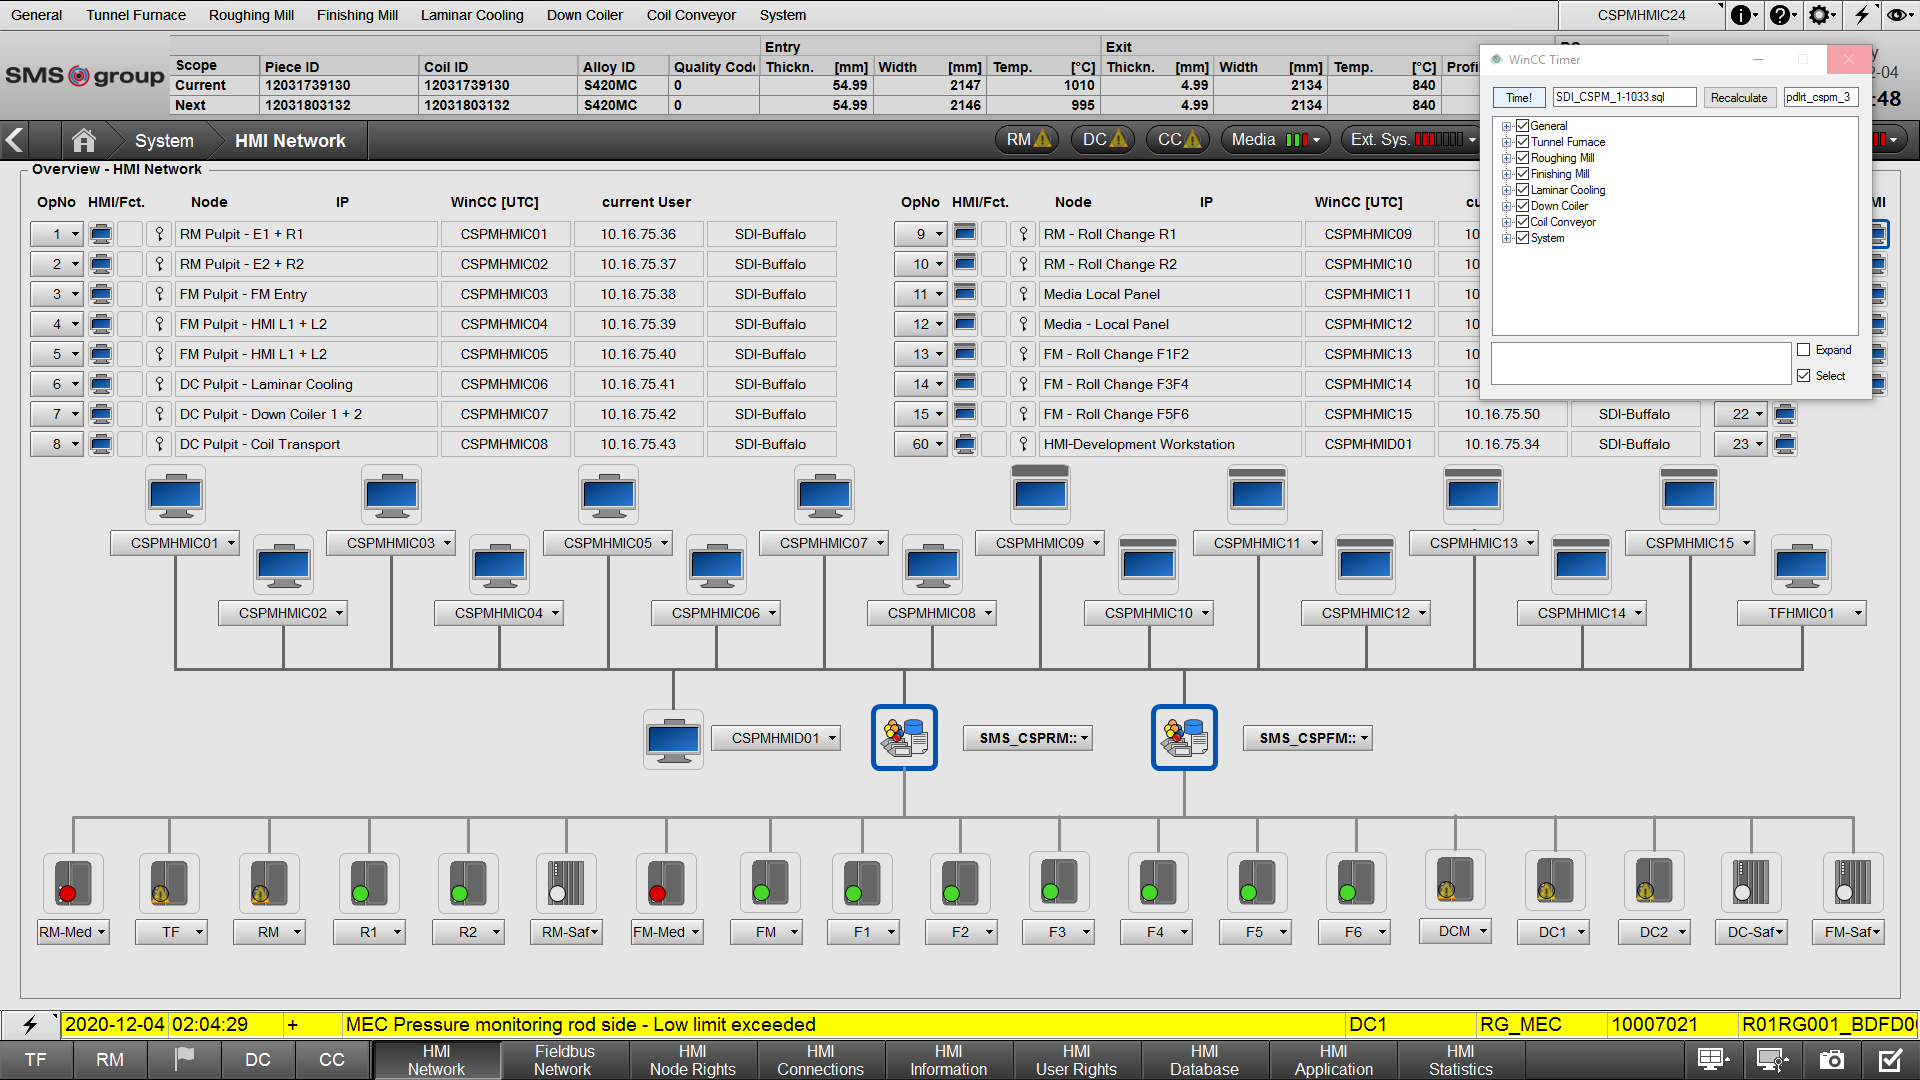 General Tunnel Furnace Roughing Mill Finishing Mill Laminar Cooling Down Coiler Coil Conveyor System CSPMHMIC24
Entry Exit
SMS group
Scope Piece ID Coil ID Alloy ID Quality Code Thickn. [mm] Width [mm] Temp. [°C] Thickn. [mm] Width [mm] Temp. [°C]
Current 12031739130 12031739130 S420MC 0 54.99 2147 1010 4.99 2134 840
Next 12031803132 12031803132 S420MC 0 54.99 2146 995 4.99 2134 840
-04
:48
WinCC Timer
Time! SDI_CSPM_1-1033.sql Recalculate pdlrt_cspm_3
General
Tunnel Furnace
Roughing Mill
Finishing Mill
Laminar Cooling
Down Coiler
Coil Conveyor
System
Expand
Select
System HMI Network RM DC CC Media Ext. Sys.
Overview - HMI Network
OpNo HMI/Fct. Node IP WinCC [UTC] current User OpNo HMI/Fct. Node IP WinCC [UTC] cu MI
1 RM Pulpit - E1 + R1 CSPMHMIC01 10.16.75.36 SDI-Buffalo 9 RM - Roll Change R1 CSPMHMIC09 10
2 RM Pulpit - E2 + R2 CSPMHMIC02 10.16.75.37 SDI-Buffalo 10 RM - Roll Change R2 CSPMHMIC10 10
3 FM Pulpit - FM Entry CSPMHMIC03 10.16.75.38 SDI-Buffalo 11 Media Local Panel CSPMHMIC11 10
4 FM Pulpit - HMI L1 + L2 CSPMHMIC04 10.16.75.39 SDI-Buffalo 12 Media - Local Panel CSPMHMIC12 10
5 FM Pulpit - HMI L1 + L2 CSPMHMIC05 10.16.75.40 SDI-Buffalo 13 FM - Roll Change F1F2 CSPMHMIC13 10
6 DC Pulpit - Laminar Cooling CSPMHMIC06 10.16.75.41 SDI-Buffalo 14 FM - Roll Change F3F4 CSPMHMIC14 10
7 DC Pulpit - Down Coiler 1 + 2 CSPMHMIC07 10.16.75.42 SDI-Buffalo 15 FM - Roll Change F5F6 CSPMHMIC15 10.16.75.50 SDI-Buffalo 22
8 DC Pulpit - Coil Transport CSPMHMIC08 10.16.75.43 SDI-Buffalo 60 HMI-Development Workstation CSPMHMID01 10.16.75.34 SDI-Buffalo 23
CSPMHMIC01 CSPMHMIC03 CSPMHMIC05 CSPMHMIC07 CSPMHMIC09 CSPMHMIC11 CSPMHMIC13 CSPMHMIC15
CSPMHMIC02 CSPMHMIC04 CSPMHMIC06 CSPMHMIC08 CSPMHMIC10 CSPMHMIC12 CSPMHMIC14 TFHMIC01
CSPMHMID01 SMS_CSPRM:: SMS_CSPFM::
RM-Med TF RM R1 R2 RM-Saf FM-Med FM F1 F2 F3 F4 F5 F6 DCM DC1 DC2 DC-Saf FM-Saf
2020-12-04 02:04:29 + MEC Pressure monitoring rod side - Low limit exceeded DC1 RG_MEC 10007021 R01RG001_BDFD0
TF RM DC CC HMI Network Fieldbus Network HMI Node Rights HMI Connections HMI Information HMI User Rights HMI Database HMI Application HMI Statistics